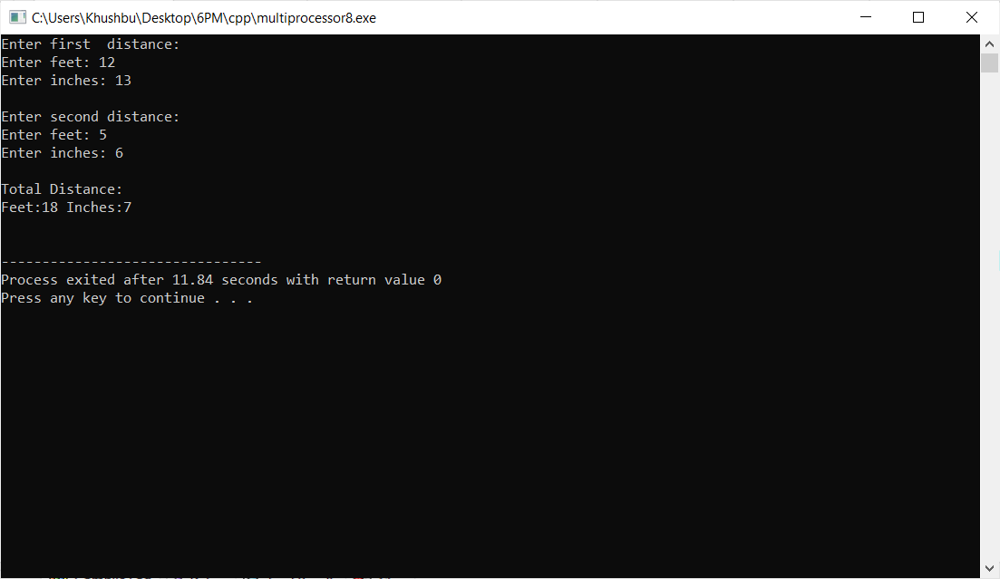 C:\Users\Khushbu\Desktop\6PM\cpp\multiprocessor8.exe
Enter first  distance:
Enter feet: 12
Enter inches: 13
Enter second distance:
Enter feet: 5
Enter inches: 6
Total Distance:
Feet:18 Inches:7
--------------------------------
Process exited after 11.84 seconds with return value 0
Press any key to continue . . .